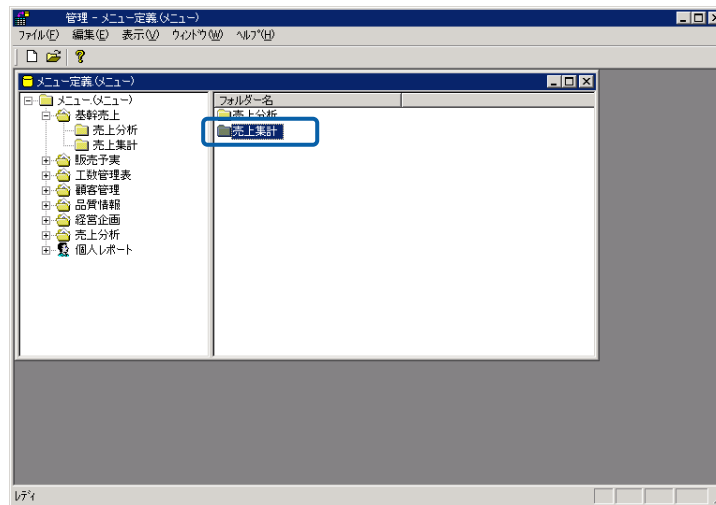 管理 - メニュー定義(メニュー)
ファイル(F) 編集(E) 表示(V) ウィンドウ(W) ヘルプ(H)
メニュー定義(メニュー)
メニュー.(メニュー)
基幹売上
売上分析
売上集計
販売予実
工数管理表
顧客管理
品質情報
経営企画
売上分析
個人レポート
フォルダー名
売上分析
売上集計
レディ